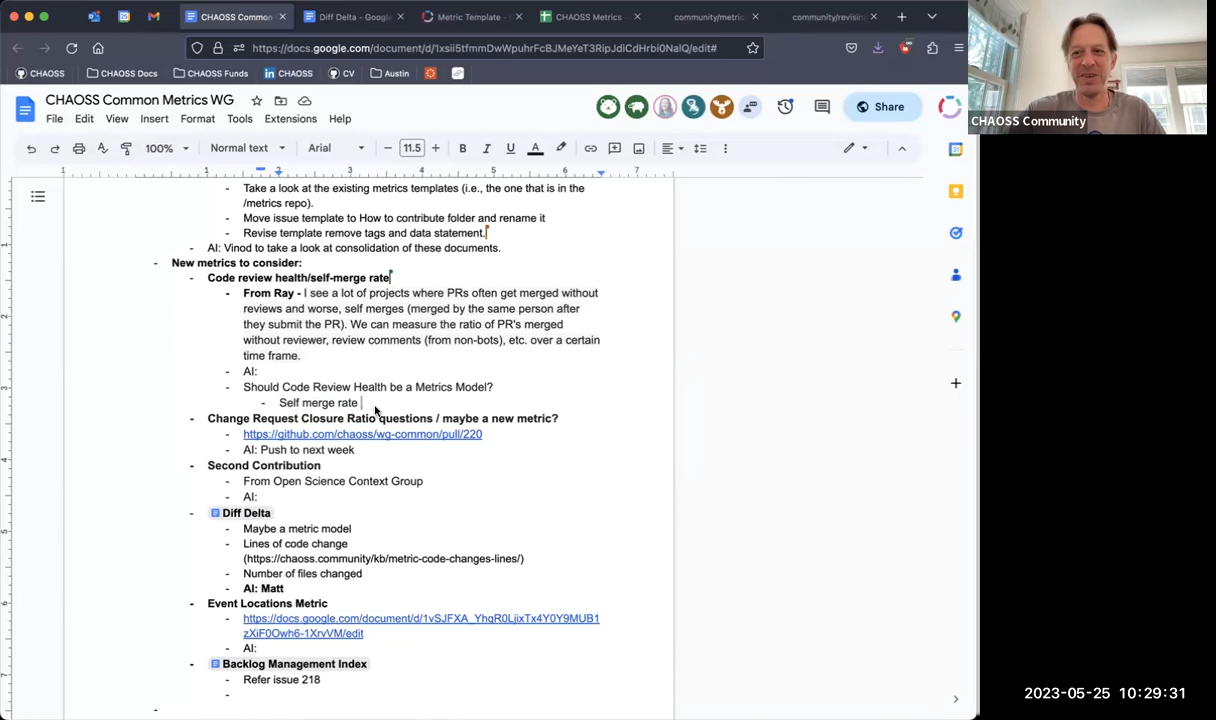 CHAOSS Common
Diff Delta - Google
Metric Template - S
CHAOSS Metrics -
community/metric
community/revisin
https://docs.google.com/document/d/1xsii5tfmmDwWpuhrFcBJMeYeT3RipJdiCdHrbi0NalQ/edit#
CHAOSS
CHAOSS Docs
CHAOSS Funds
CHAOSS
CV
Austin
CHAOSS Common Metrics WG
Share
CHAOSS Community
File Edit View Insert Format Tools Extensions Help
100% Normal text Arial 11.5
1 1 2 3 4 5 6 7
- Take a look at the existing metrics templates (i.e., the one that is in the
/metrics repo).
- Move issue template to How to contribute folder and rename it
- Revise template remove tags and data statement.
- AI: Vinod to take a look at consolidation of these documents.
- New metrics to consider:
- Code review health/self-merge rate
- From Ray - I see a lot of projects where PRs often get merged without
reviews and worse, self merges (merged by the same person after
they submit the PR). We can measure the ratio of PR's merged
without reviewer, review comments (from non-bots), etc. over a certain
time frame.
- AI:
- Should Code Review Health be a Metrics Model?
- Self merge rate
- Change Request Closure Ratio questions / maybe a new metric?
- https://github.com/chaoss/wg-common/pull/220
- AI: Push to next week
- Second Contribution
- From Open Science Context Group
- AI:
- Diff Delta
- Maybe a metric model
- Lines of code change
(https://chaoss.community/kb/metric-code-changes-lines/)
- Number of files changed
- AI: Matt
- Event Locations Metric
- https://docs.google.com/document/d/1vSJFXA_YhqR0LjixTx4Y0Y9MUB1
zXiF0Owh6-1XrvVM/edit
- AI:
- Backlog Management Index
- Refer issue 218
-
-
2023-05-25 10:29:31